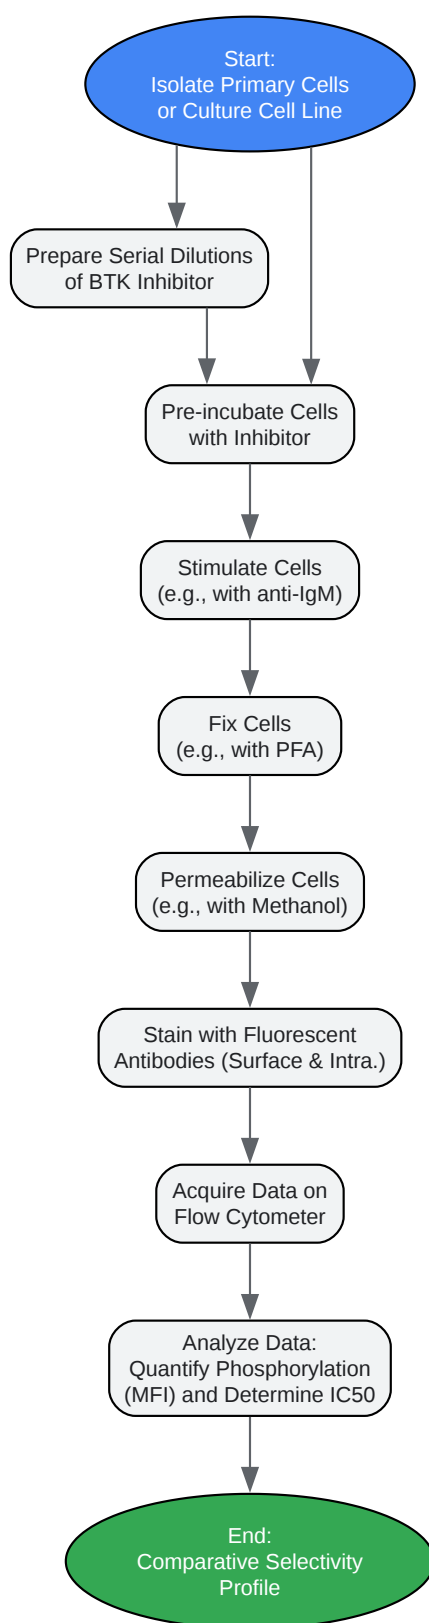 Start:
Isolate Primary Cells
or Culture Cell Line
Prepare Serial Dilutions
of BTK Inhibitor
Pre-incubate Cells
with Inhibitor
Stimulate Cells
(e.g., with anti-IgM)
Fix Cells
(e.g., with PFA)
Permeabilize Cells
(e.g., with Methanol)
Stain with Fluorescent
Antibodies (Surface & Intra.)
Acquire Data on
Flow Cytometer
Analyze Data:
Quantify Phosphorylation
(MFI) and Determine IC50
End:
Comparative Selectivity
Profile